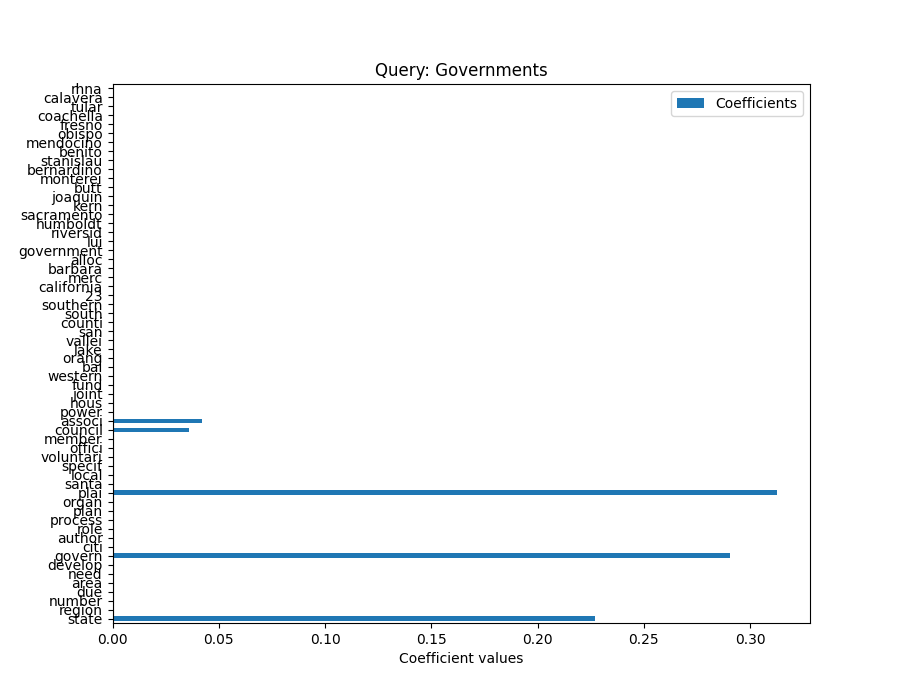 Query: Governments
Coefficients
rhna
calavera
tular
coachella
fresno
obispo
mendocino
benito
stanislau
bernardino
monterei
butt
joaquin
kern
sacramento
humboldt
riversid
lui
government
alloc
barbara
merc
california
23
southern
south
counti
san
vallei
lake
orang
bai
western
fund
joint
hous
power
associ
council
member
offici
voluntari
specif
local
santa
plai
organ
plan
process
role
author
citi
govern
develop
need
area
due
number
region
state
0.00 0.05 0.10 0.15 0.20 0.25 0.30
Coefficient values